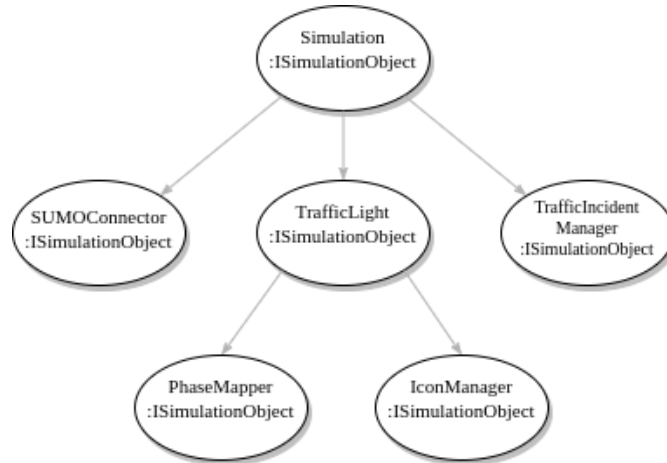 Simulation
:ISimulationObject
SUMOConnector
:ISimulationObject
TrafficLight
:ISimulationObject
TrafficIncident
Manager
:ISimulationObject
PhaseMapper
:ISimulationObject
IconManager
:ISimulationObject